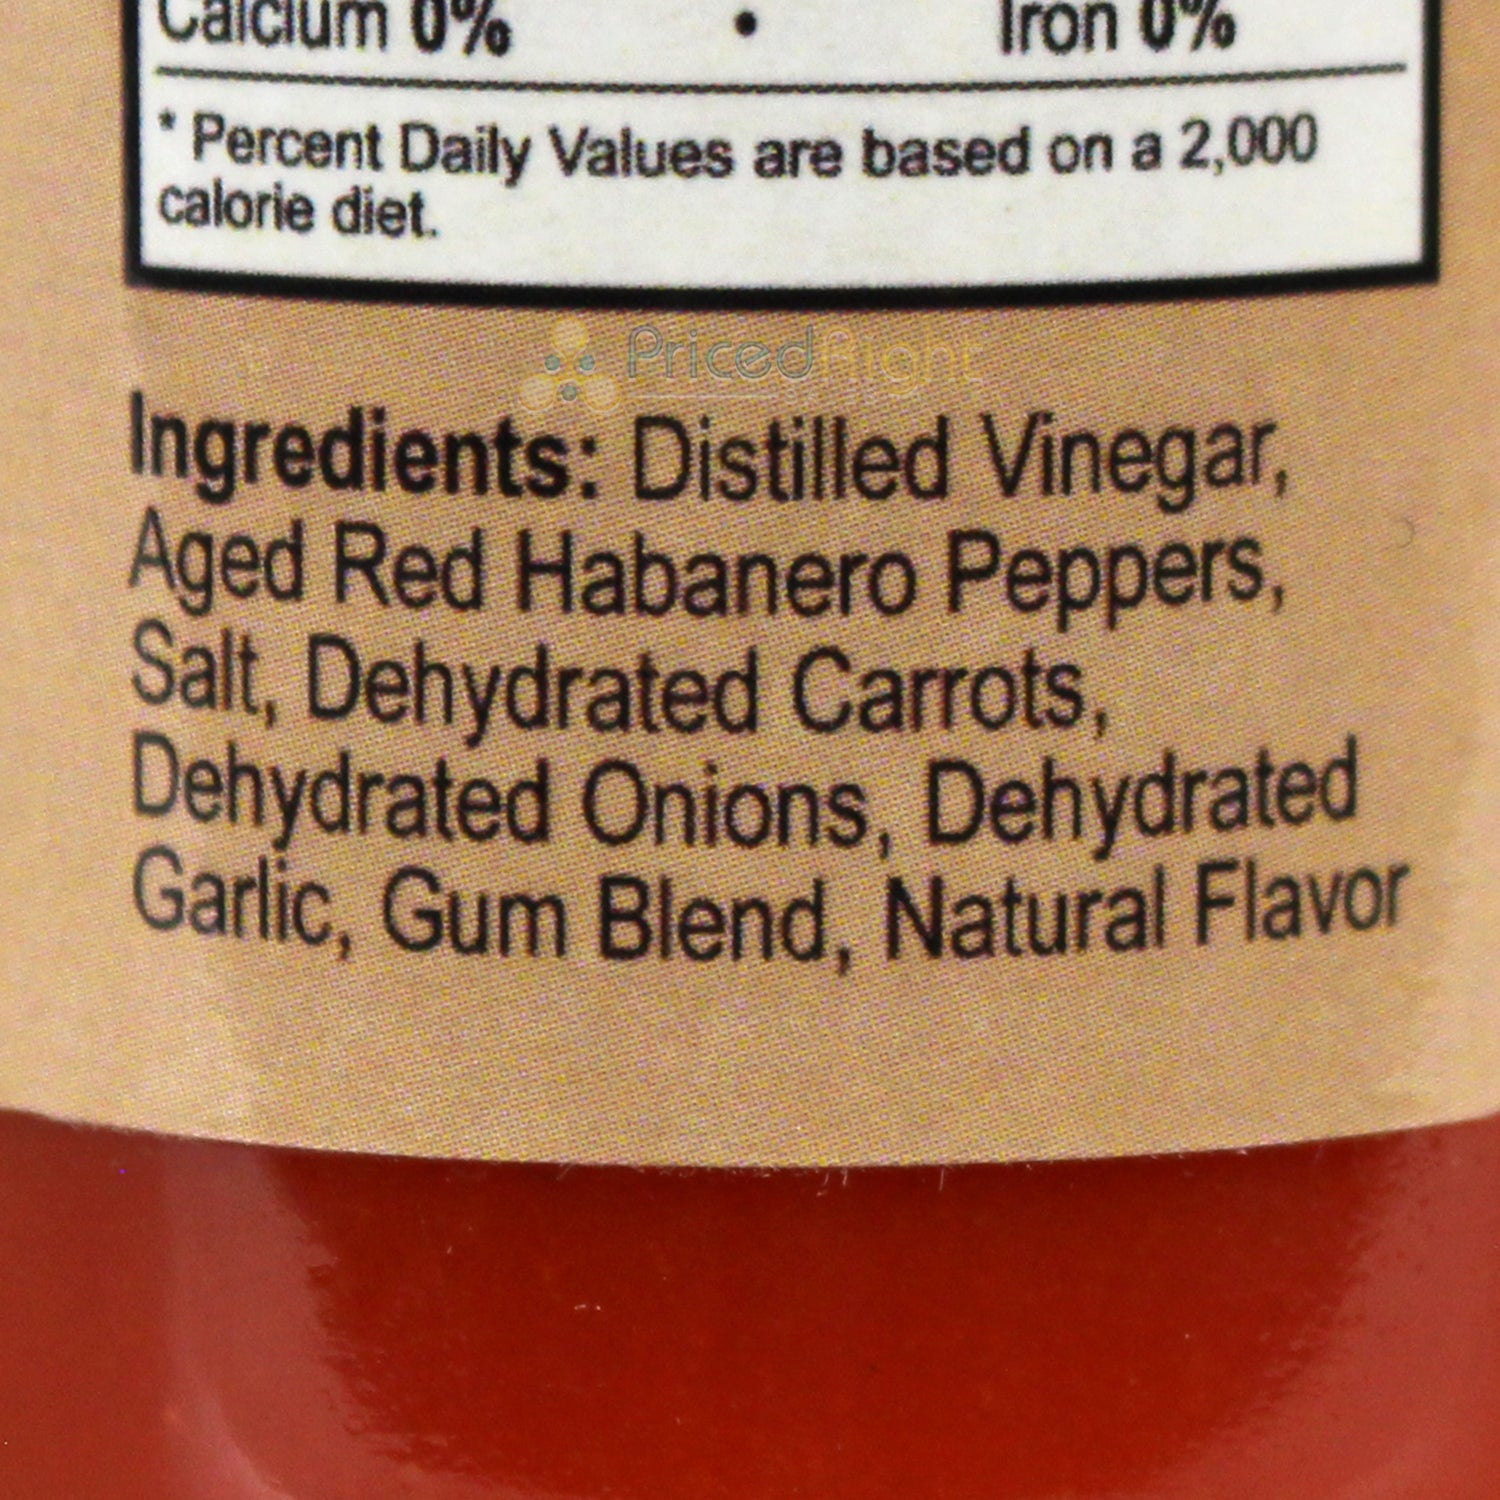 Calcium 0% • Iron 0%
* Percent Daily Values are based on a 2,000
calorie diet.
PricedRight
Ingredients: Distilled Vinegar,
Aged Red Habanero Peppers,
Salt, Dehydrated Carrots,
Dehydrated Onions, Dehydrated
Garlic, Gum Blend, Natural Flavor